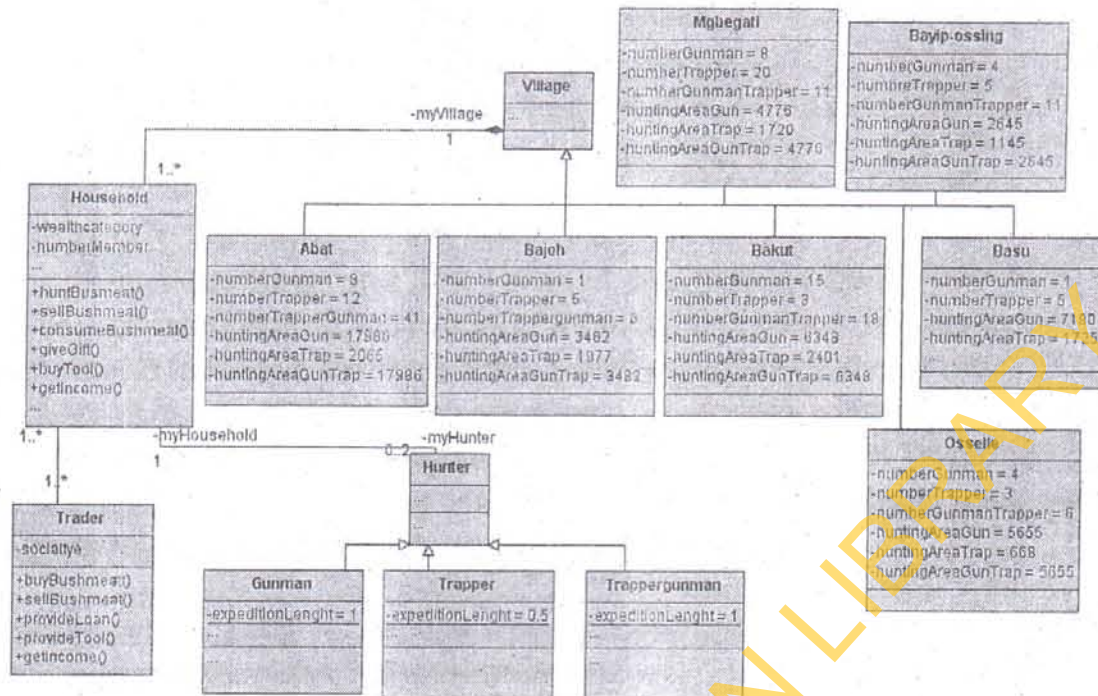 Mgbegati
-numberGunman = 8
-numberTrapper = 20
-numberGunmanTrapper = 11
-huntingAreaGun = 4776
-huntingAreaTrap = 1720
-huntingAreaGunTrap = 4776
Bayip-ossing
-numberGunman = 4
-numbreTrapper = 5
-numberGunmanTrapper = 11
-huntingAreaGun = 2645
-huntingAreaTrap = 1145
-huntingAreaGunTrap = 2645
Village
...
-myVillage
1
1..*
Household
-wealthcategory
-numberMember
...
+huntBusmeat()
+sellBushmeat()
+consumeBushmeat()
+giveGift()
+buyTool()
+getIncome()
...
Abat
-numberGunman = 9
-numberTrapper = 12
-numberTrapperGunman = 41
-huntingAreaGun = 17986
-huntingAreaTrap = 2065
-huntingAreaGunTrap = 17986
Bajoh
-numberGunman = 1
-numberTrapper = 6
-numberTrappergunman =
-huntingAreaGun = 3482
-huntingAreaTrap = 1977
-huntingAreaGunTrap = 3482
Bakut
-numberGunman = 15
-numberTrapper = 3
-numberGunmanTrapper = 18
-huntingAreaGun = 6348
-huntingAreaTrap = 2401
-huntingAreaGunTrap = 6348
Basu
-numberGunman = 1
-numberTrapper = 5
-huntingAreaGun = 7190
-huntingAreaTrap = 1725
...
Osselle
-numberGunman = 4
-numberTrapper = 3
-numberGunmanTrapper = 6
-huntingAreaGun = 5655
-huntingAreaTrap = 668
-huntingAreaGunTrap = 5655
1..*
-myHousehold
1
-myHunter
0..2
Hunter
...
...
1..*
Trader
-socialtye
+buyBushmeat()
+sellBushmeat()
+provideLoan()
+provideTool()
+getIncome()
Gunman
-expeditionLenght = 1
...
...
Trapper
-expeditionLenght = 0.5
...
...
Trappergunman
-expeditionLenght = 1
...
...
N LIBRARY